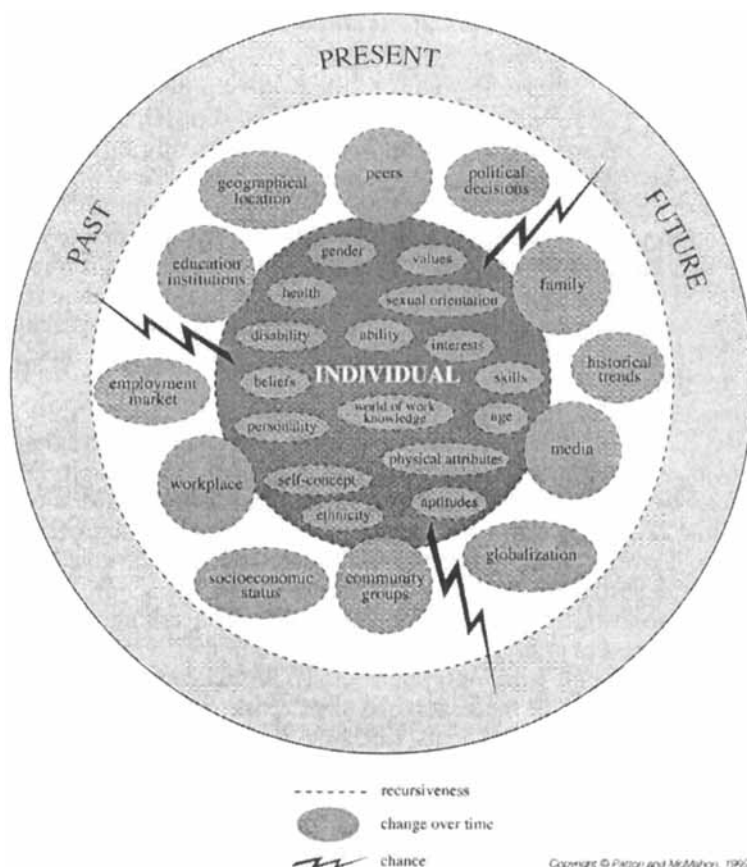 PRESENT
PAST
FUTURE
geographical
location
peers
political
decisions
education
institutions
family
gender
values
health
sexual orientation
disability
ability
interests
historical
trends
employment
market
beliefs
INDIVIDUAL
skills
world of work
knowledge
age
personality
media
workplace
physical attributes
self-concept
aptitudes
ethnicity
globalization
socioeconomic
status
community
groups
recursiveness
change over time
chance
Copyright © Patton and McMahon,